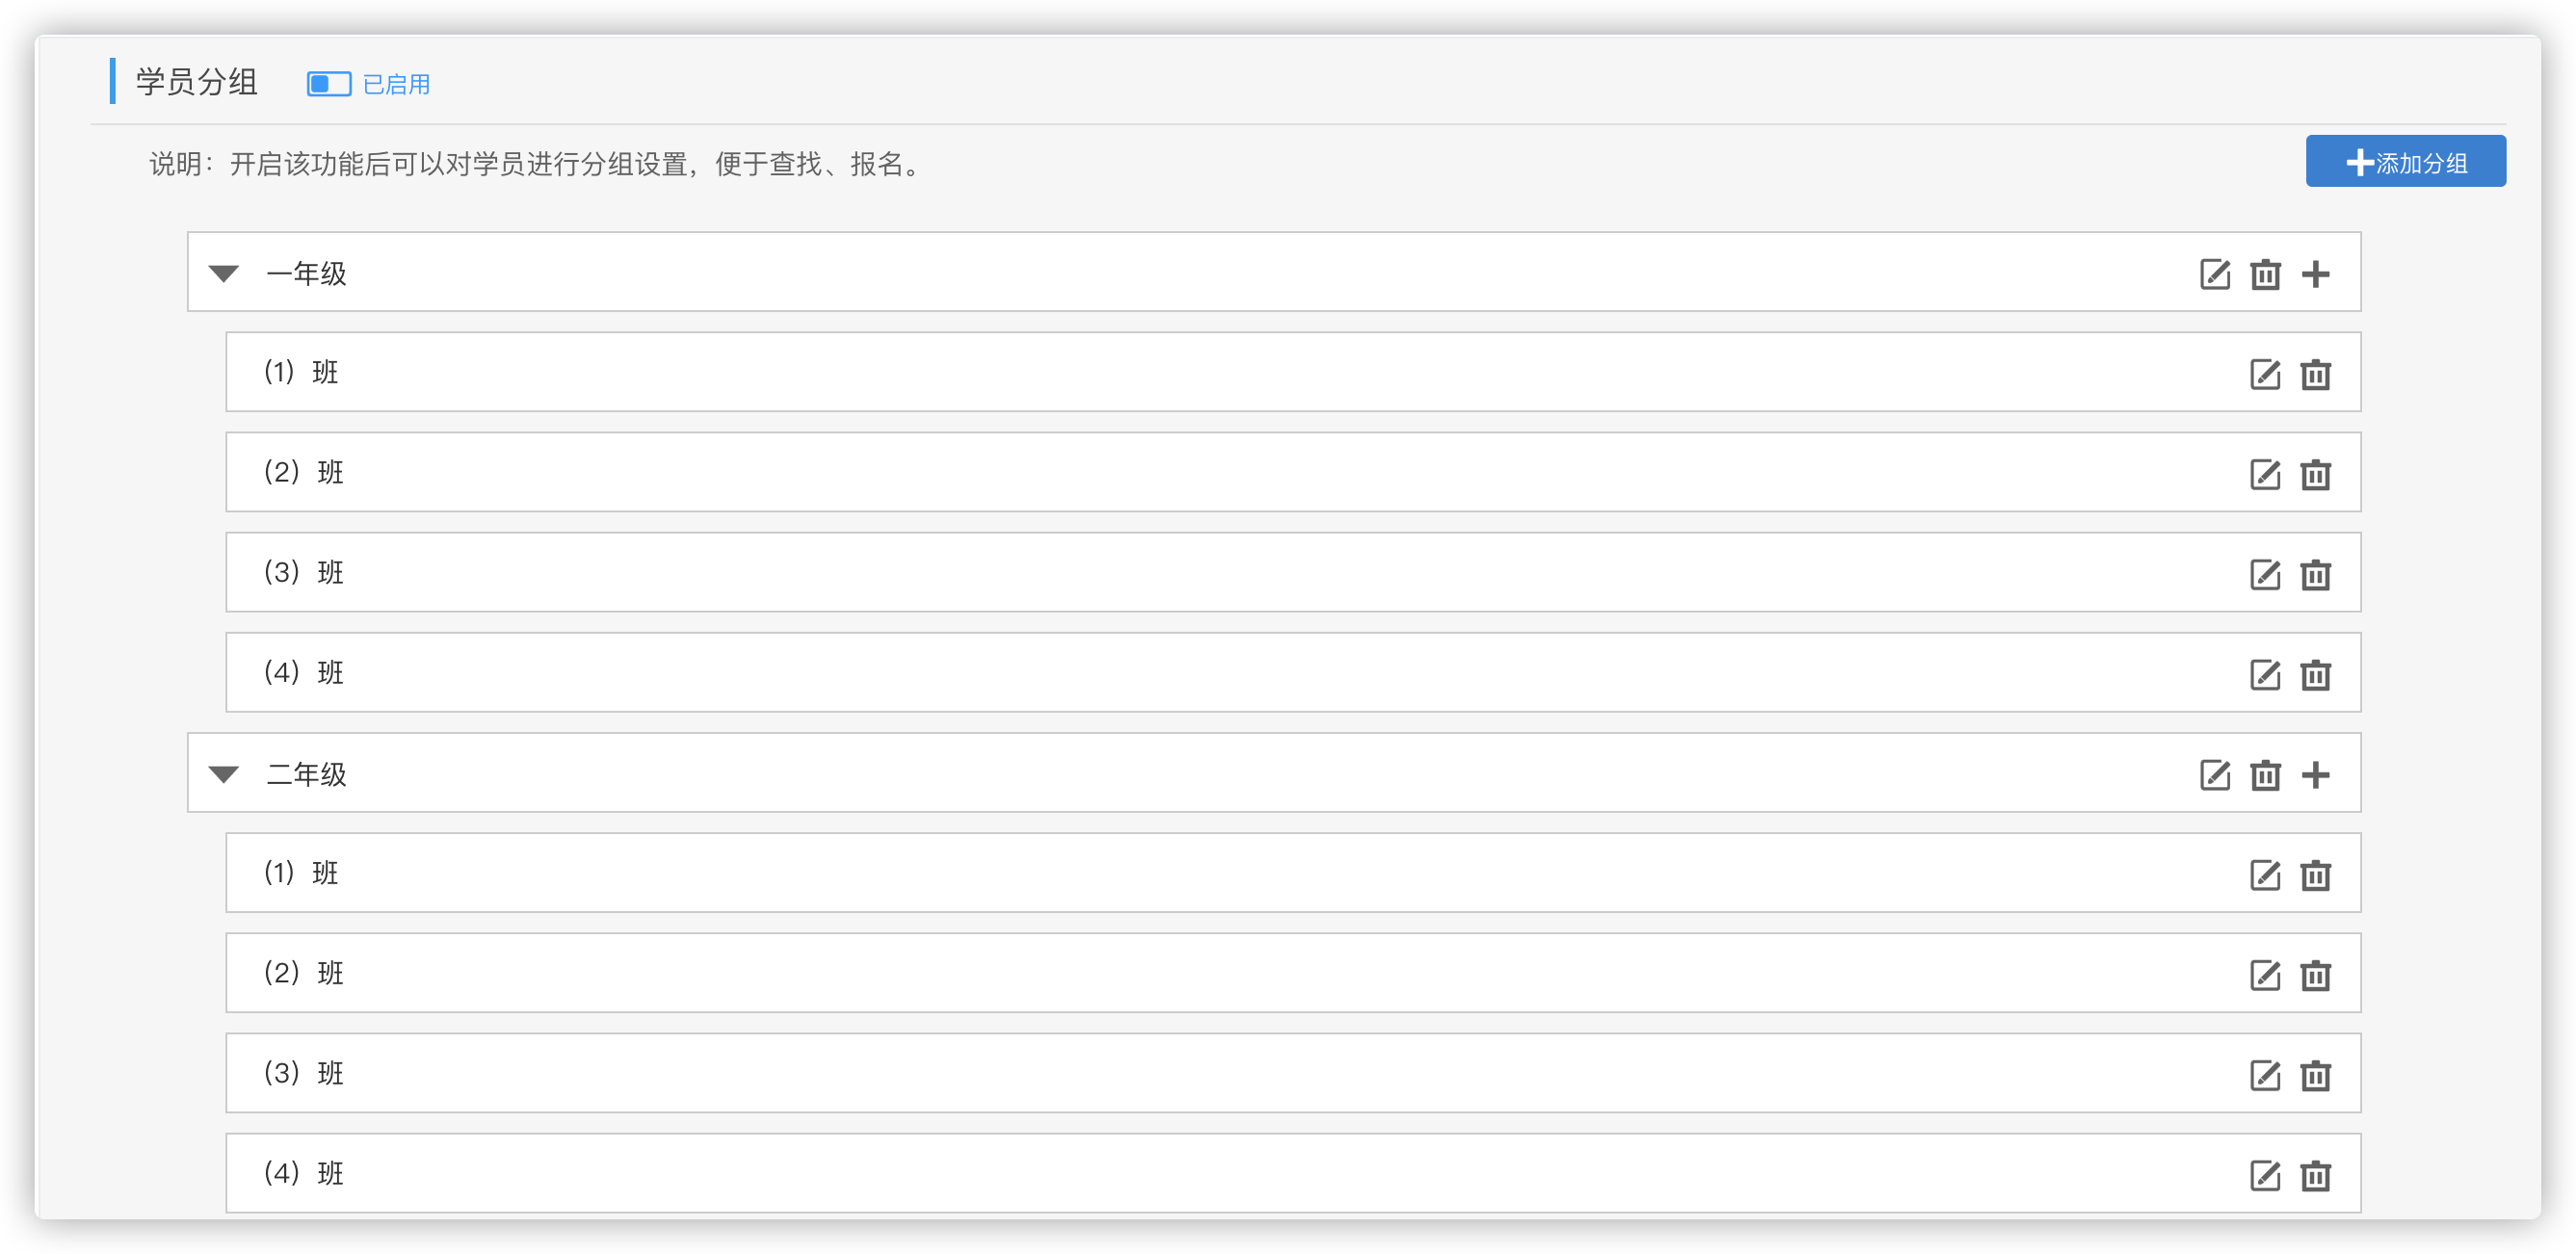 学员分组 已启用
说明：开启该功能后可以对学员进行分组设置，便于查找、报名。 添加分组
一年级
（1）班
（2）班
（3）班
（4）班
二年级
（1）班
（2）班
（3）班
（4）班